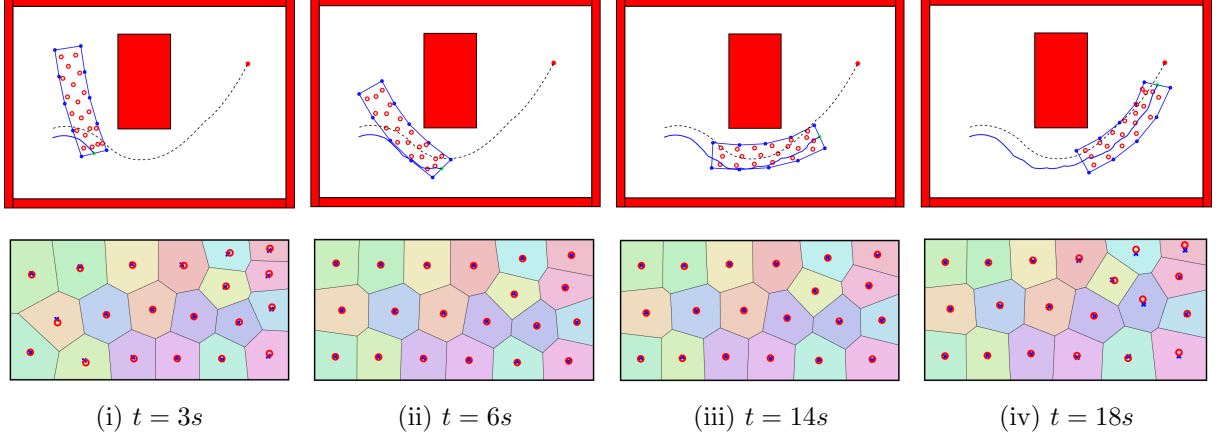 (i) t = 3s
(ii) t = 6s
(iii) t = 14s
(iv) t = 18s